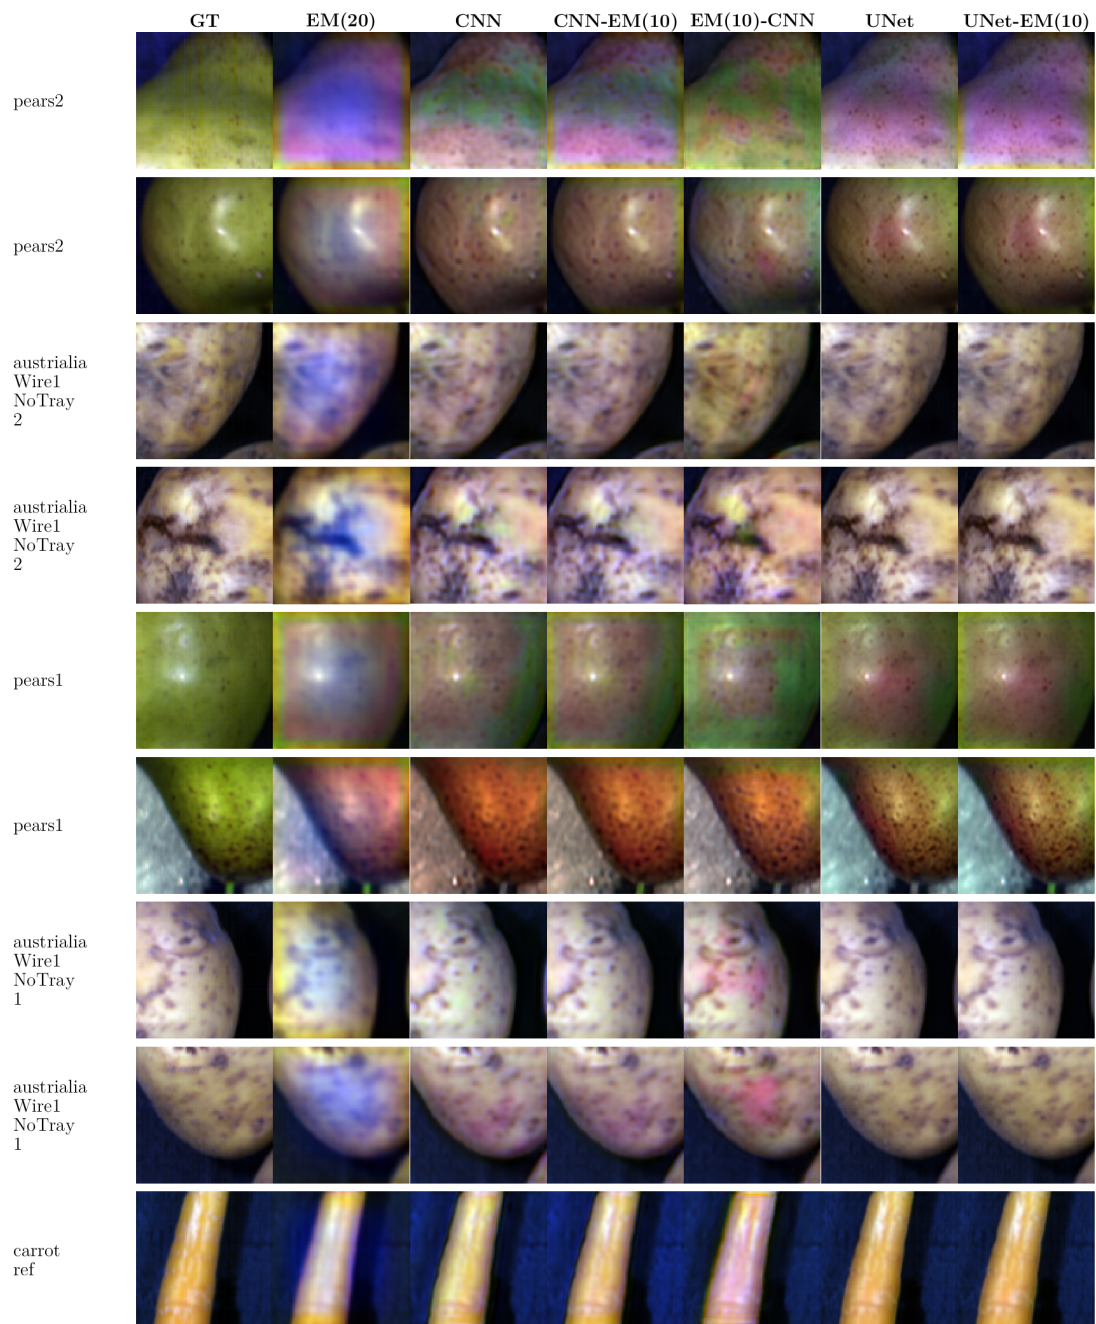 GT EM(20) CNN CNN-EM(10) EM(10)-CNN UNet UNet-EM(10)
pears2
pears2
austrialia
Wire1
NoTray
2
austrialia
Wire1
NoTray
2
pears1
pears1
austrialia
Wire1
NoTray
1
austrialia
Wire1
NoTray
1
carrot
ref